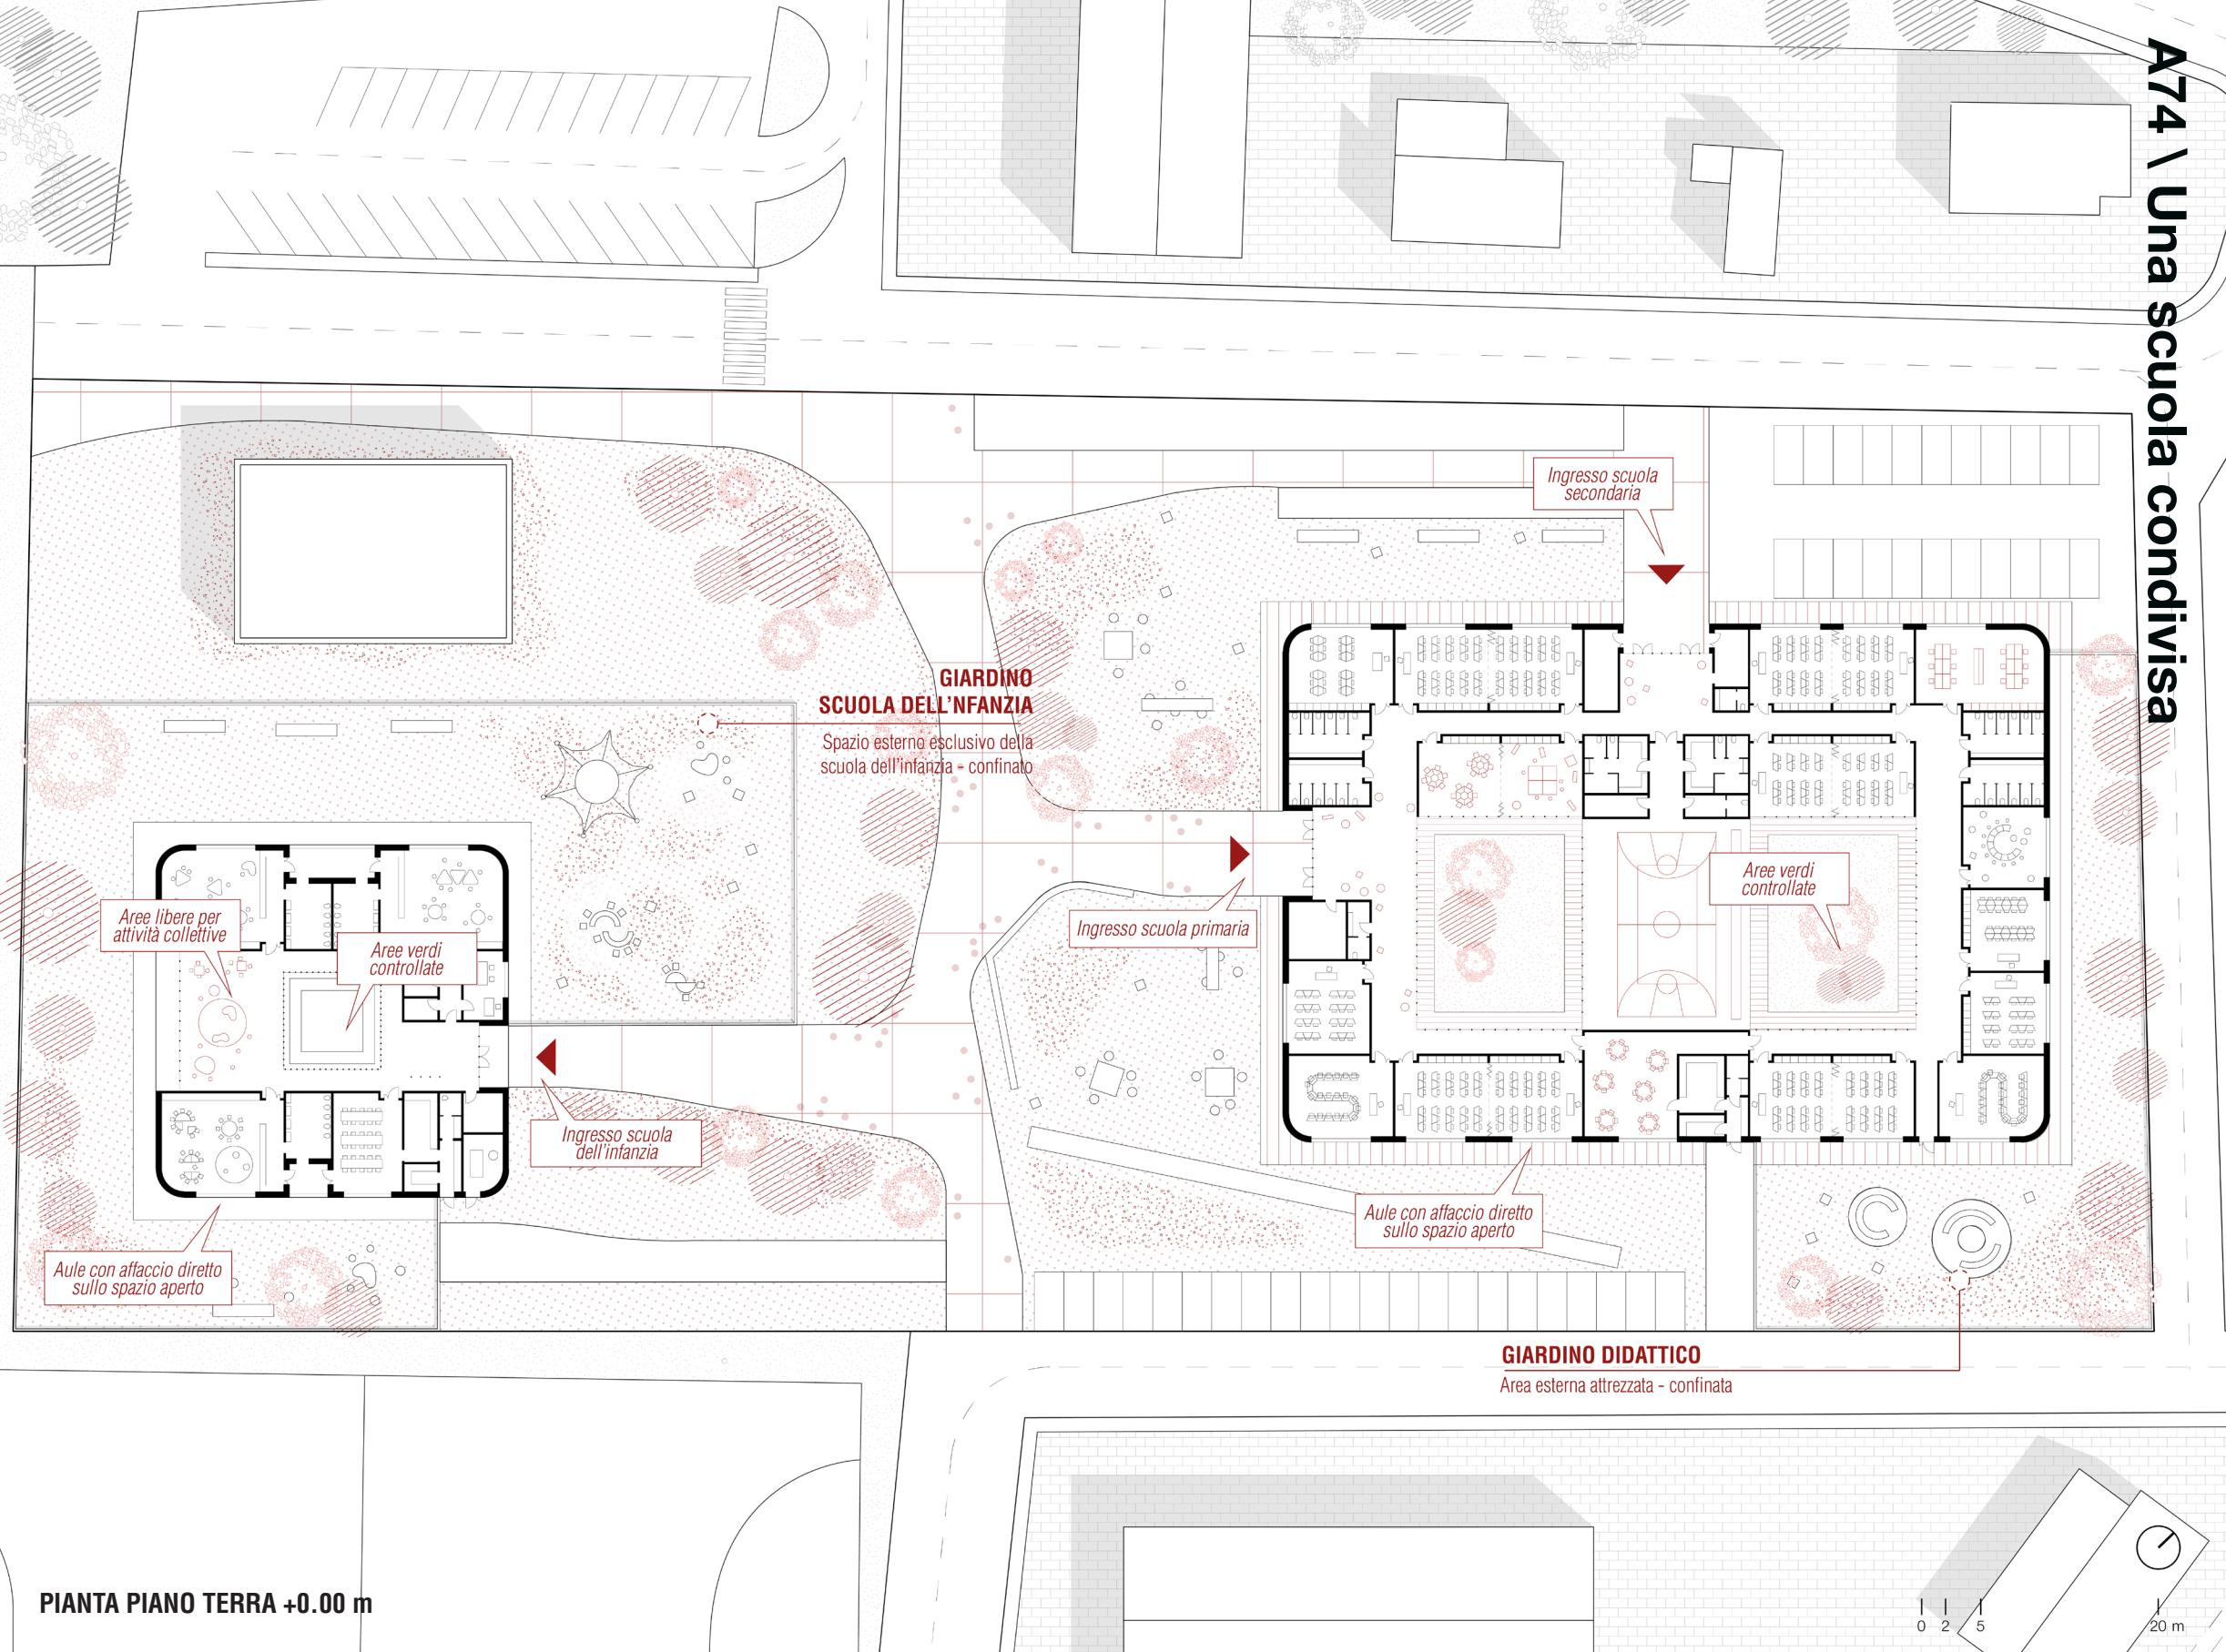 A74 \ Una scuola condivisa
Ingresso scuola
secondaria
GIARDINO
SCUOLA DELL'NFANZIA
Spazio esterno esclusivo della
scuola dell'infanzia - confinato
Aree verdi
controllate
Aree libere per
attività collettive
Aree verdi
controllate
Ingresso scuola primaria
Ingresso scuola
dell'infanzia
Aule con affaccio diretto
sullo spazio aperto
Aule con affaccio diretto
sullo spazio aperto
GIARDINO DIDATTICO
Area esterna attrezzata - confinata
PIANTA PIANO TERRA +0.00 m
0 2 5 20 m